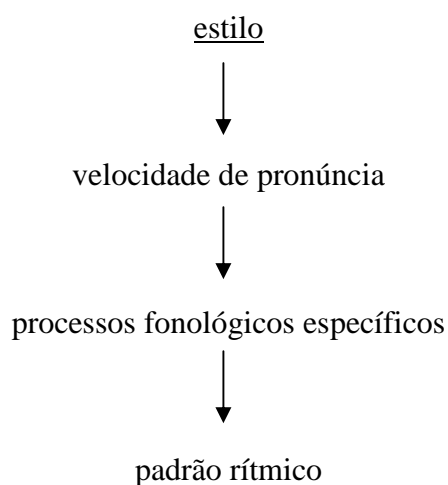 estilo
velocidade de pronúncia
processos fonológicos específicos
padrão rítmico